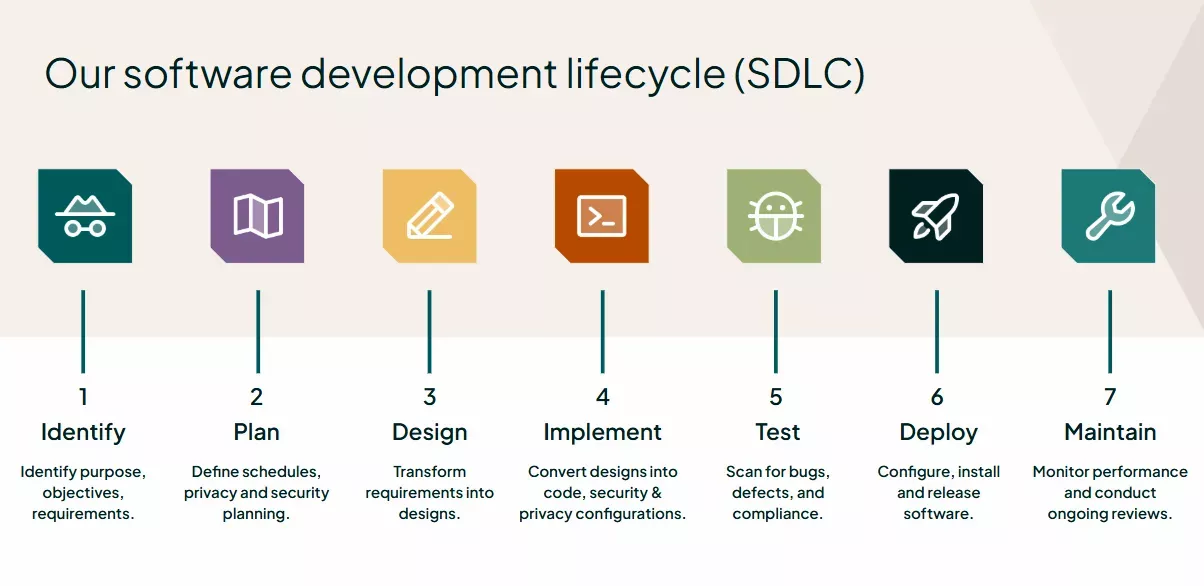 Our software development lifecycle (SDLC)
1
Identify
Identify purpose,
objectives,
requirements.
2
Plan
Define schedules,
privacy and security
planning.
3
Design
Transform
requirements into
designs.
4
Implement
Convert designs into
code, security &
privacy configurations.
5
Test
Scan for bugs,
defects, and
compliance.
6
Deploy
Configure, install
and release
software.
7
Maintain
Monitor performance
and conduct
ongoing reviews.